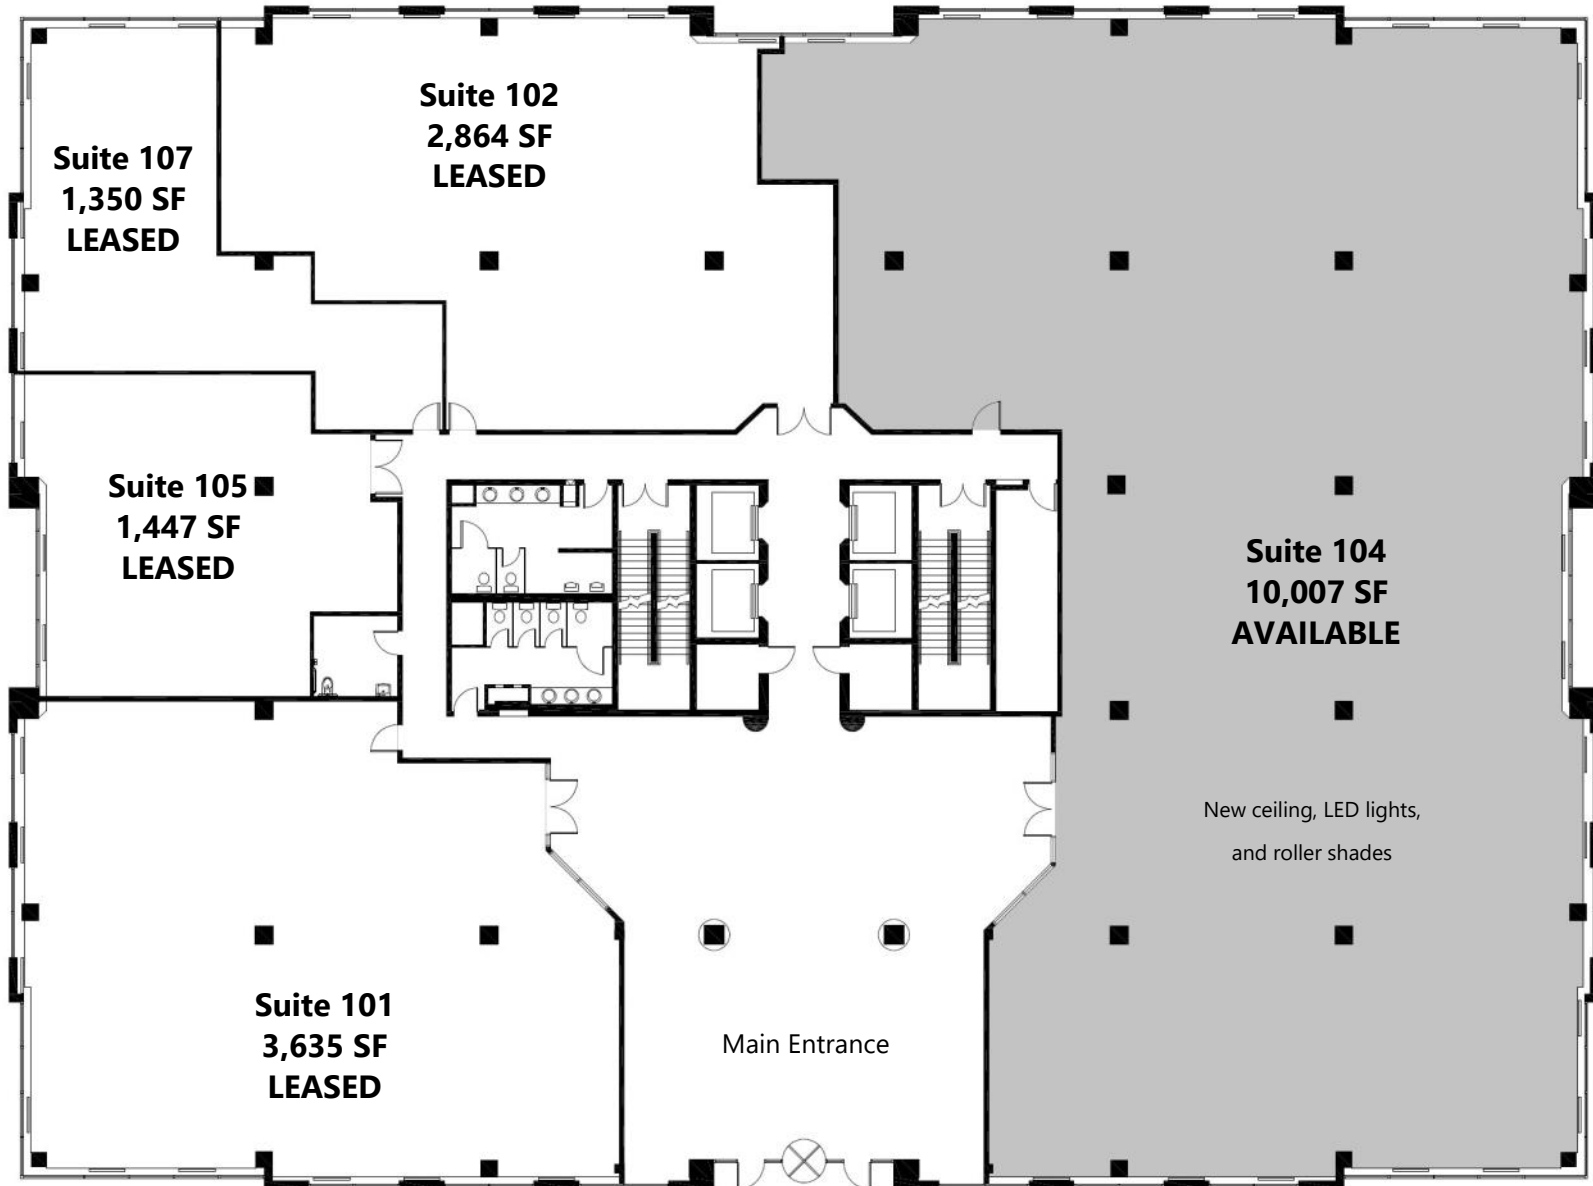 Suite 102
2,864 SF
LEASED
Suite 107
1,350 SF
LEASED
Suite 105
1,447 SF
LEASED
Suite 104
10,007 SF
AVAILABLE
New ceiling, LED lights,
and roller shades
Suite 101
3,635 SF
LEASED
Main Entrance